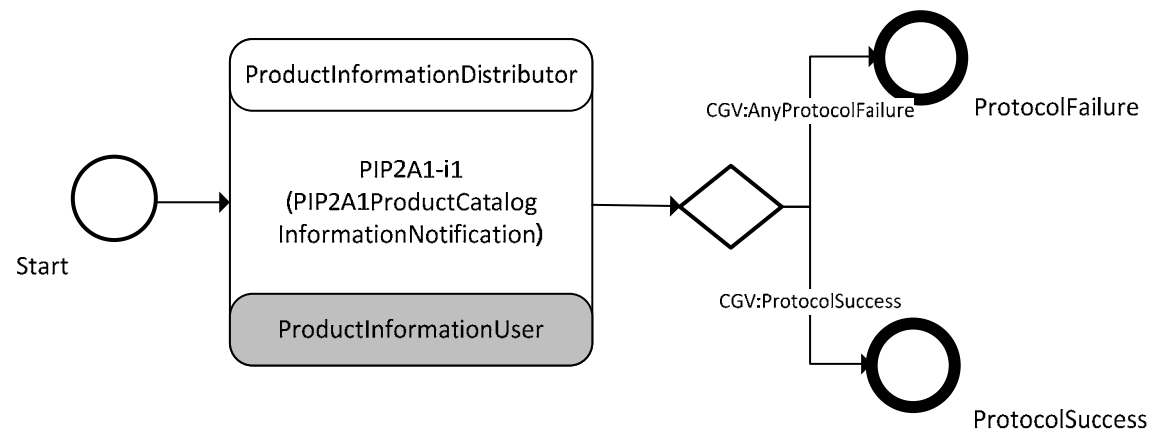 ProductInformationDistributor
PIP2A1-i1
(PIP2A1ProductCatalog
InformationNotification)
ProductInformationUser
Start
CGV:AnyProtocolFailure
ProtocolFailure
CGV:ProtocolSuccess
ProtocolSuccess